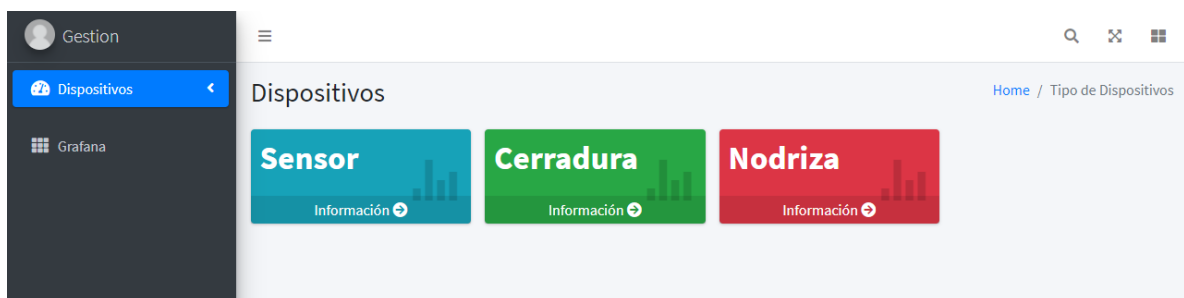 Gestion
Dispositivos
Grafana
Dispositivos
Home / Tipo de Dispositivos
Sensor
Información
Cerradura
Información
Nodriza
Información